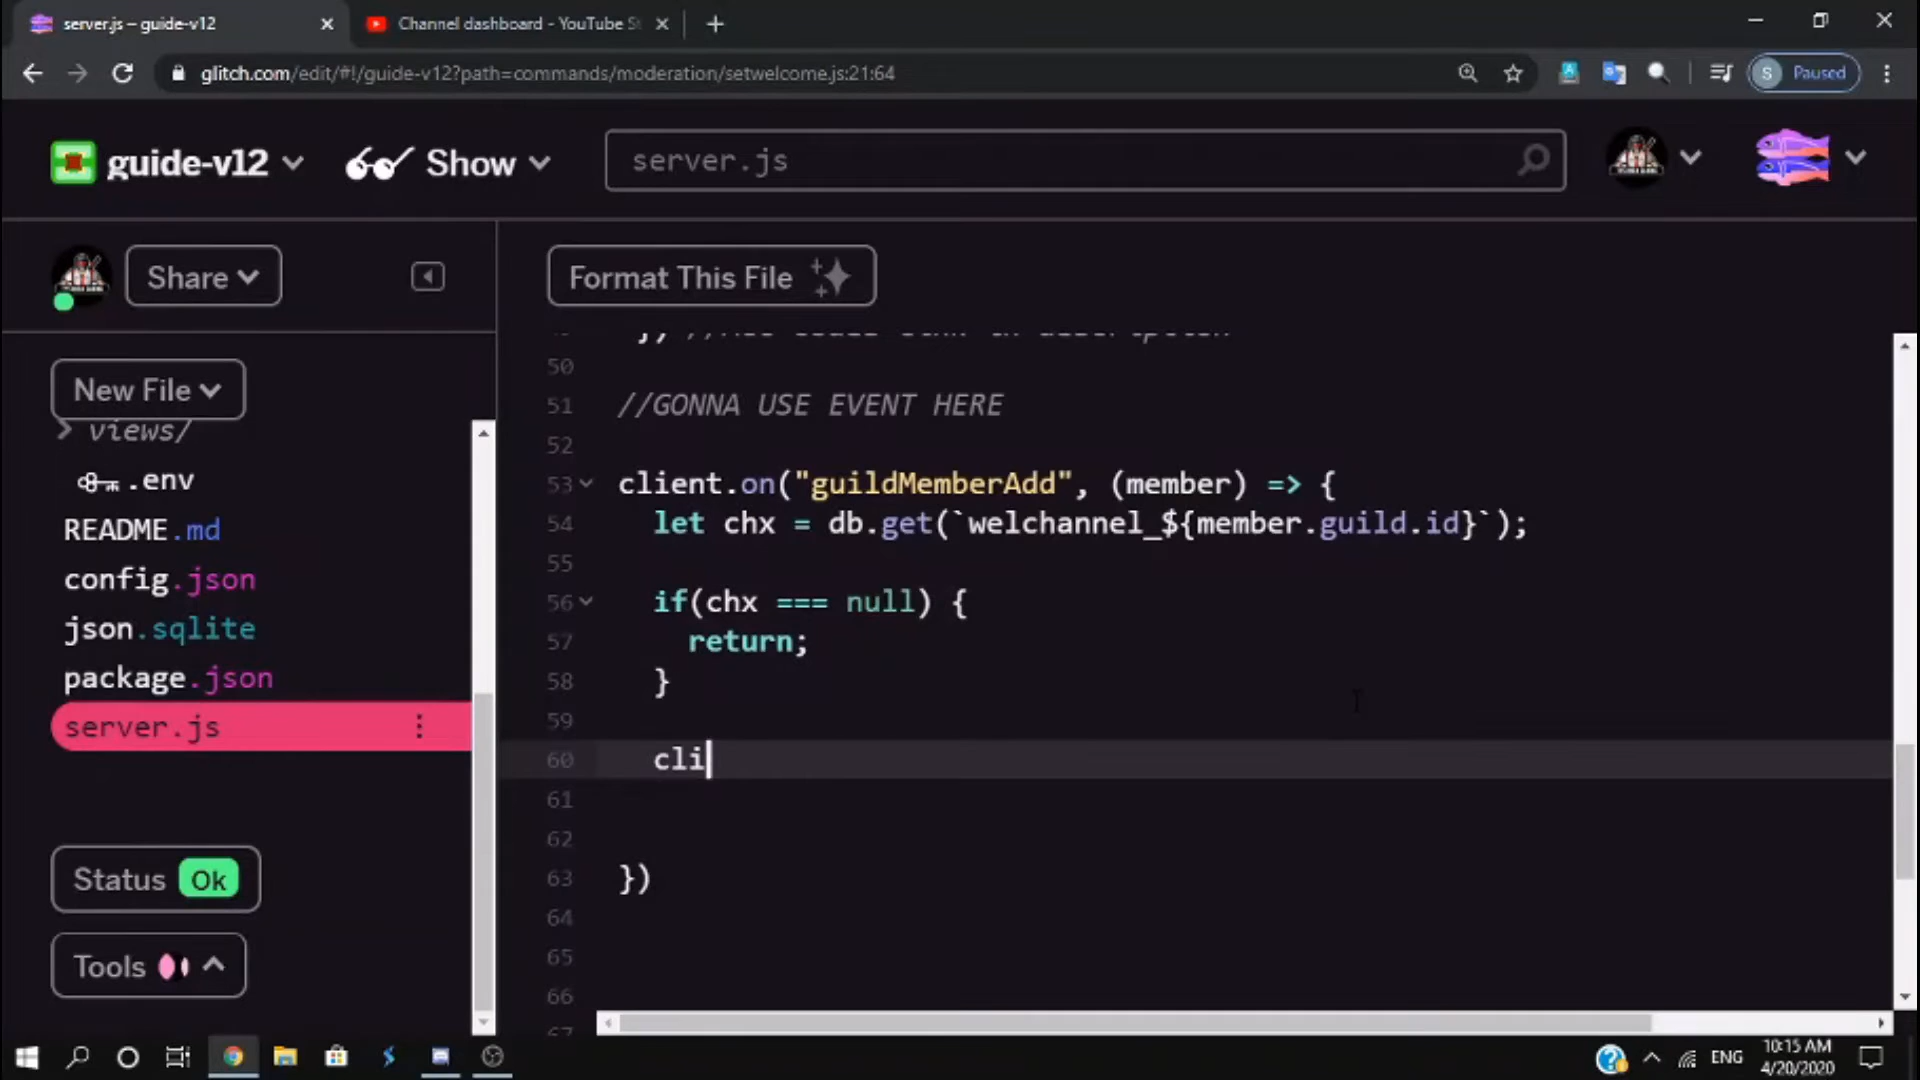 server.js – guide-v12
Channel dashboard - YouTube S
glitch.com/edit/#!/guide-v12?path=commands/moderation/setwelcome.js:21:64
S Paused
guide-v12
Show
server.js
Share
Format This File
New File
views/
.env
README.md
config.json
json.sqlite
package.json
server.js
Status Ok
Tools
50
51 //GONNA USE EVENT HERE
52
53 client.on("guildMemberAdd", (member) => {
54 let chx = db.get(`welchannel_${member.guild.id}`);
55
56 if(chx === null) {
57 return;
58 }
59
60 cli
61
62
63 })
64
65
66
67
ENG
10:15 AM
4/20/2020